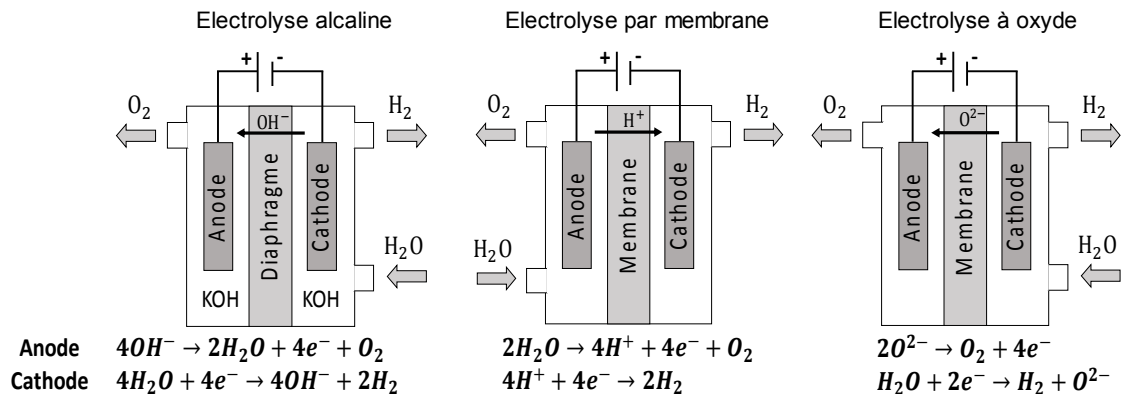 Electrolyse alcaline
Electrolyse par membrane
Electrolyse à oxyde
+ -
+ -
+ -
O₂
H₂
O₂
H₂
O₂
H₂
OH⁻
H⁺
O²⁻
Anode
Diaphragme
Cathode
Anode
Membrane
Cathode
Anode
Membrane
Cathode
H₂O
H₂O
H₂O
KOH
KOH
Anode 4OH⁻ → 2H₂O + 4e⁻ + O₂ 2H₂O → 4H⁺ + 4e⁻ + O₂ 2O²⁻ → O₂ + 4e⁻
Cathode 4H₂O + 4e⁻ → 4OH⁻ + 2H₂ 4H⁺ + 4e⁻ → 2H₂ H₂O + 2e⁻ → H₂ + O²⁻